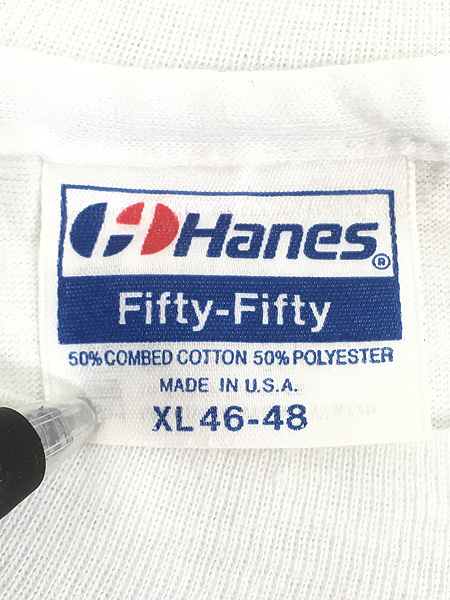 Hanes®
Fifty-Fifty
50% COMBED COTTON 50% POLYESTER
MADE IN U.S.A.
XL 46-48